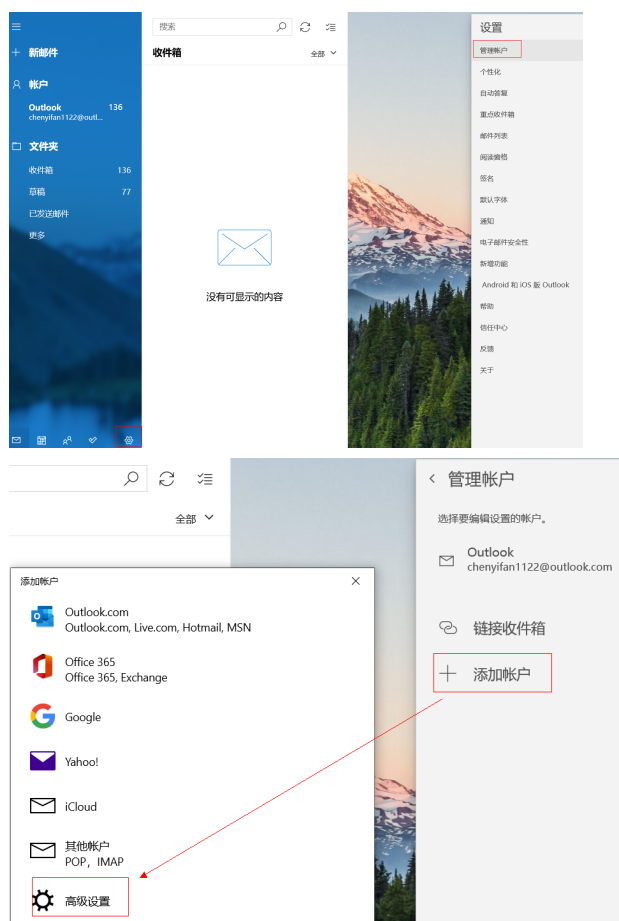 搜索
设置
新邮件
收件箱
全部
管理帐户
个性化
帐户
自动答复
Outlook 136
chenyifan1122@outl...
重点收件箱
邮件列表
文件夹
阅读窗格
收件箱 136
签名
草稿 77
默认字体
已发送邮件
通知
更多
电子邮件安全性
新增功能
Android 和 iOS 版 Outlook
没有可显示的内容
帮助
信任中心
反馈
关于
管理帐户
全部
选择要编辑设置的帐户。
Outlook
chenyifan1122@outlook.com
添加帐户
Outlook.com
Outlook.com, Live.com, Hotmail, MSN
链接收件箱
Office 365
Office 365, Exchange
添加帐户
Google
Yahoo!
iCloud
其他帐户
POP，IMAP
高级设置